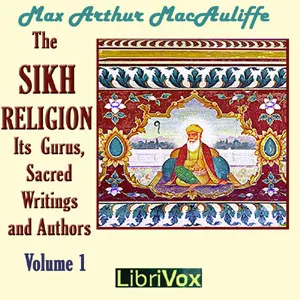 Max Arthur MacAuliffe
The
SIKH
RELIGION
Its Gurus,
Sacred
Writings
and Authors
Volume 1
LibriVox